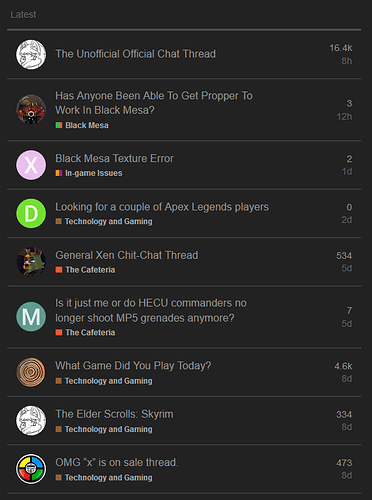 Latest
The Unofficial Official Chat Thread
16.4k
8h
Has Anyone Been Able To Get Propper To
Work In Black Mesa?
Black Mesa
3
12h
X
Black Mesa Texture Error
In-game Issues
2
1d
D
Looking for a couple of Apex Legends players
Technology and Gaming
0
2d
General Xen Chit-Chat Thread
The Cafeteria
534
5d
M
Is it just me or do HECU commanders no
longer shoot MP5 grenades anymore?
The Cafeteria
7
5d
What Game Did You Play Today?
Technology and Gaming
4.6k
8d
The Elder Scrolls: Skyrim
Technology and Gaming
334
8d
OMG “x” is on sale thread.
Technology and Gaming
473
8d